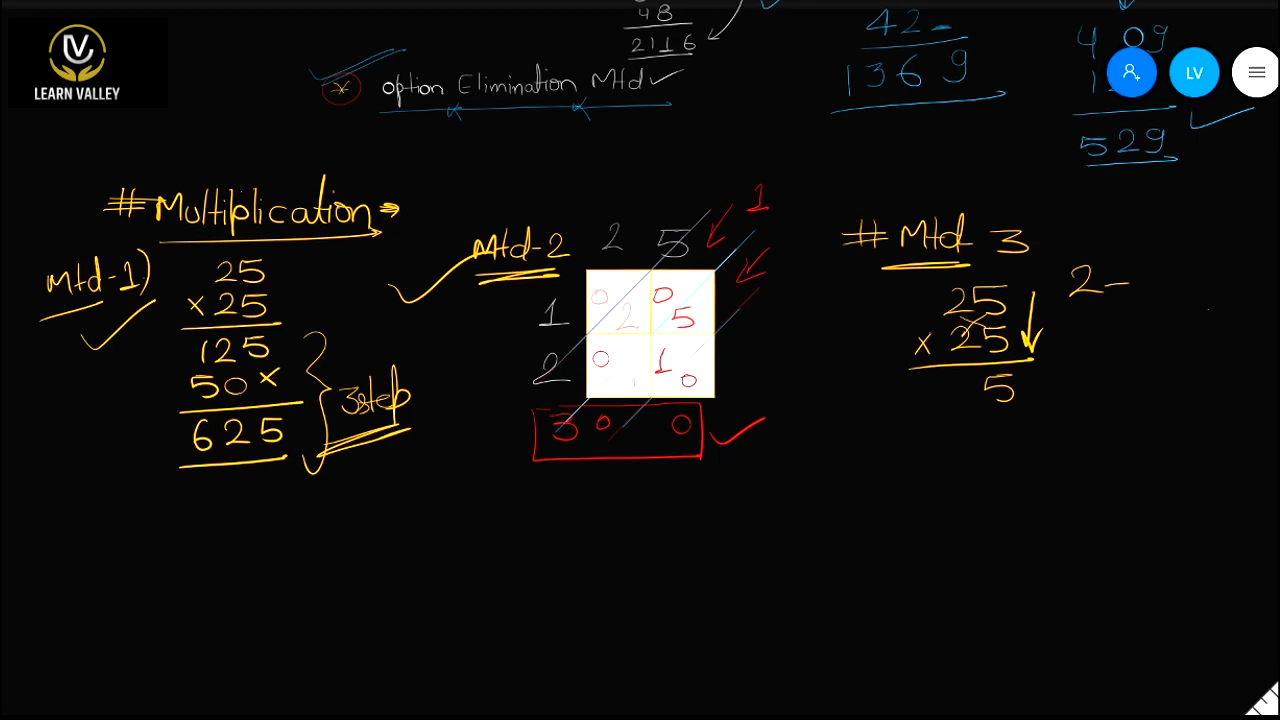 LEARN VALLEY
48
2116
* option Elimination Mtd
42-
1369
409
LV
529
# Multiplication
mtd-1)
25
×25
125
50×
625
3step
Mtd-2
2 5
1
1
0 2
0 5
2
0
1 0
3 0 0
# Mtd 3
25
× 25
5
2-